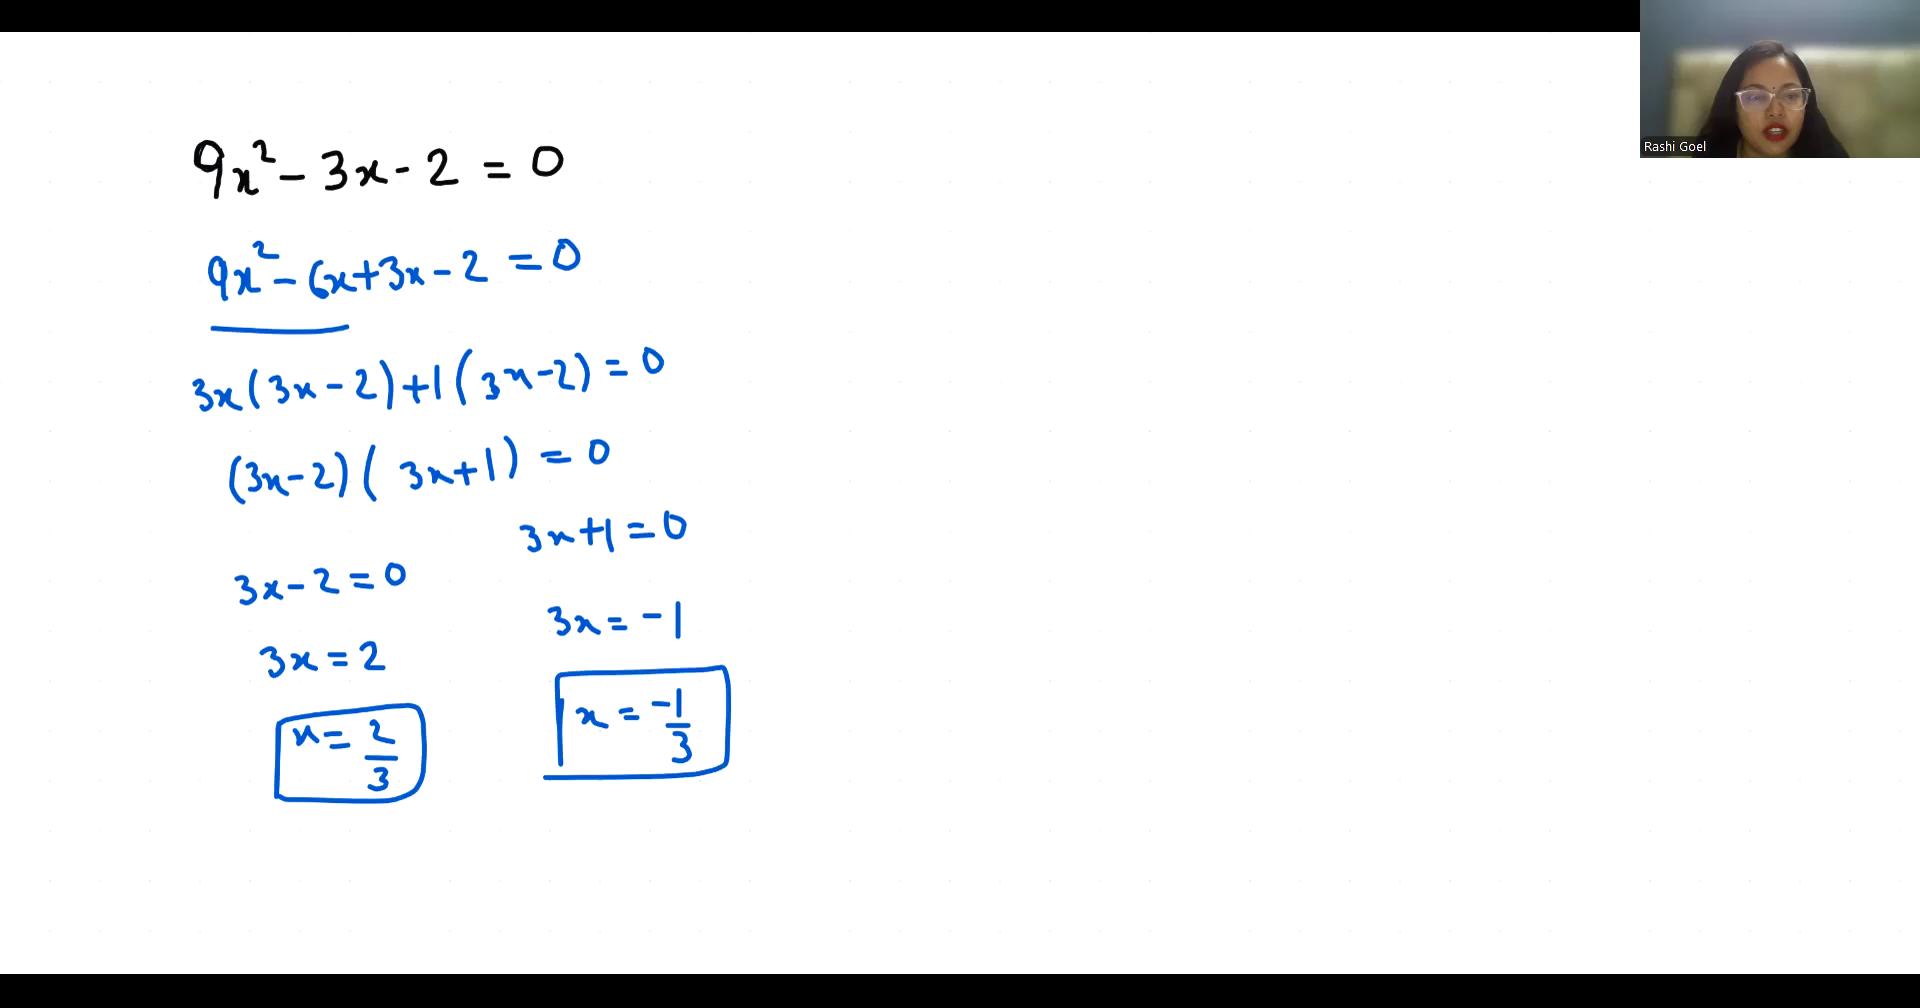 9x² - 3x - 2 = 0
9x² - 6x + 3x - 2 = 0
3x(3x - 2) + 1(3x - 2) = 0
(3x - 2)(3x + 1) = 0
3x - 2 = 0
3x = 2
x = 2/3
3x + 1 = 0
3x = -1
x = -1/3
Rashi Goel